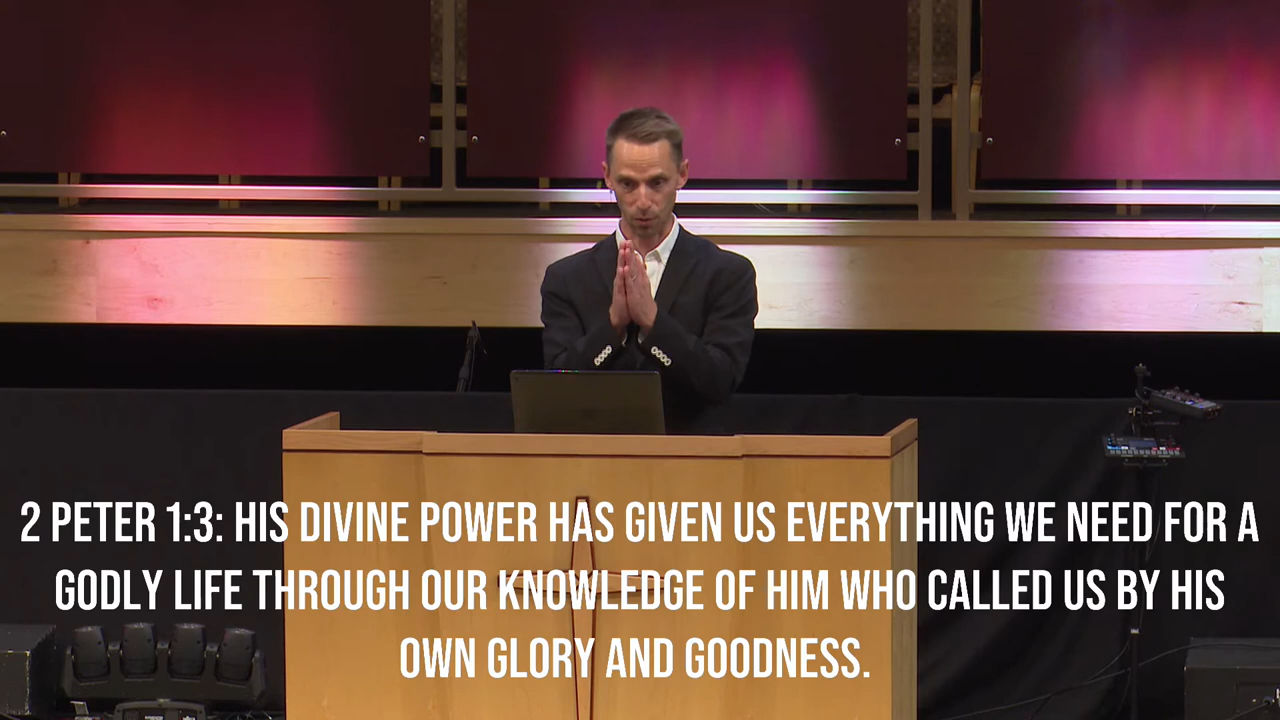 2 PETER 1:3: HIS DIVINE POWER HAS GIVEN US EVERYTHING WE NEED FOR A
GODLY LIFE THROUGH OUR KNOWLEDGE OF HIM WHO CALLED US BY HIS
OWN GLORY AND GOODNESS.